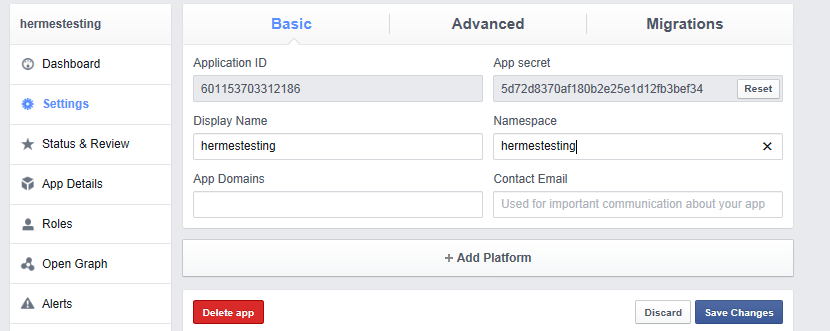 hermestesting
Basic
Advanced
Migrations
Dashboard
Settings
Status & Review
App Details
Roles
Open Graph
Alerts
Application ID
App secret
601153703312186
5d72d8370af180b2e25e1d12fb3bef34
Reset
Display Name
Namespace
hermestesting
hermestesting
App Domains
Contact Email
Used for important communication about your app
+ Add Platform
Delete app
Discard
Save Changes